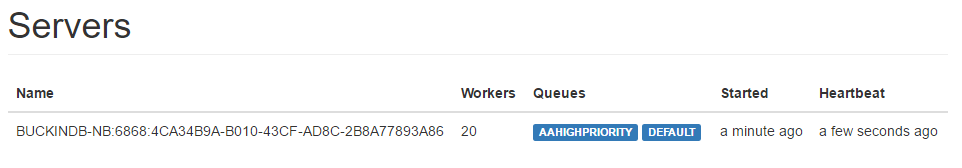 Servers
Name Workers Queues Started Heartbeat
BUCKINDB-NB:6868:4CA34B9A-B010-43CF-AD8C-2B8A77893A86 20 AAHIGHPRIORITY DEFAULT a minute ago a few seconds ago